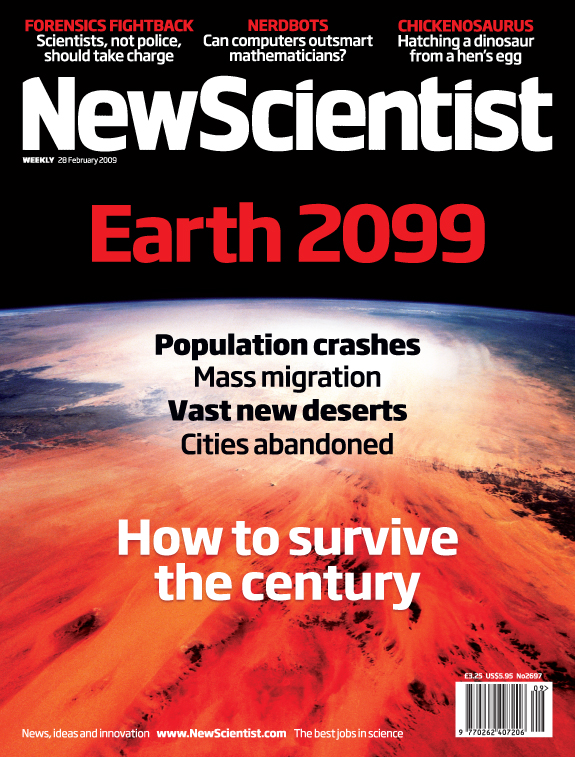 FORENSICS FIGHTBACK
Scientists, not police,
should take charge
NERDBOTS
Can computers outsmart
mathematicians?
CHICKENOSAURUS
Hatching a dinosaur
from a hen's egg
NewScientist
WEEKLY 28 February 2009
Earth 2099
Population crashes
Mass migration
Vast new deserts
Cities abandoned
How to survive
the century
£3.25 US$5.95 No2697
09>
9 770262 407206
News, ideas and innovation www.NewScientist.com The best jobs in science